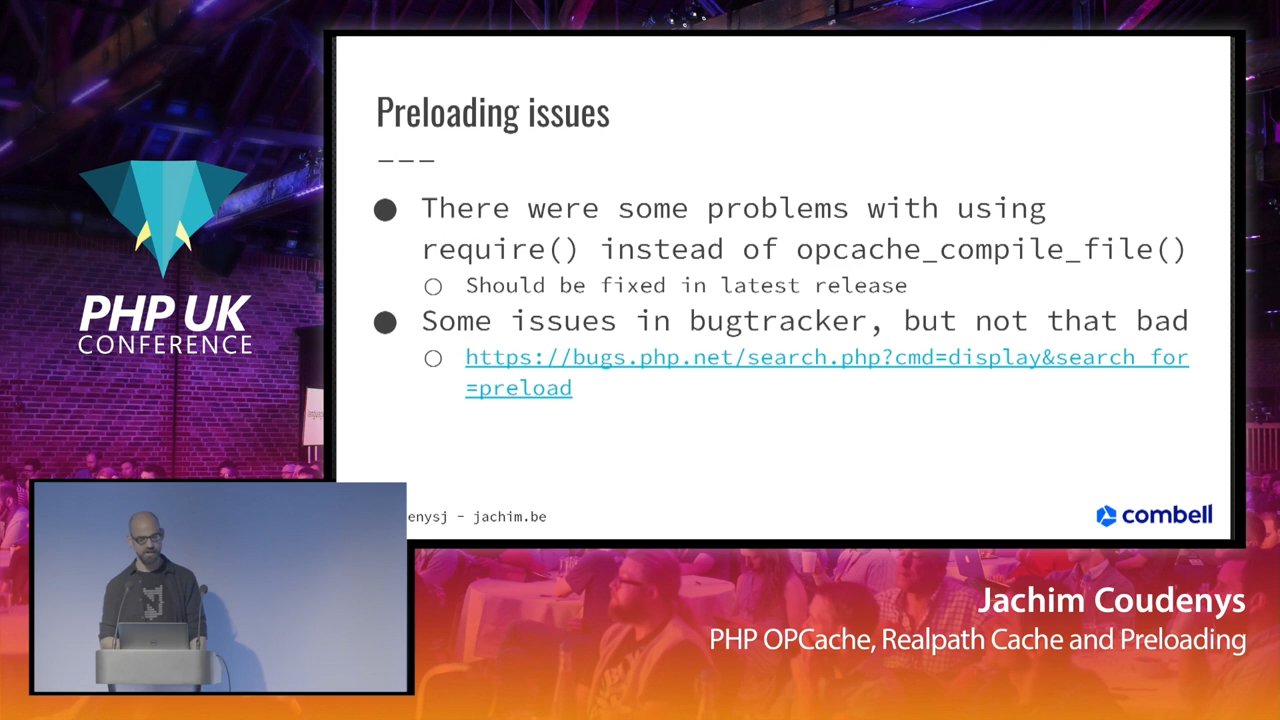 Preloading issues
● There were some problems with using
require() instead of opcache_compile_file()
○ Should be fixed in latest release
● Some issues in bugtracker, but not that bad
○ https://bugs.php.net/search.php?cmd=display&search_for
=preload
enysj - jachim.be
combell
PHP UK
CONFERENCE
Jachim Coudenys
PHP OPCache, Realpath Cache and Preloading